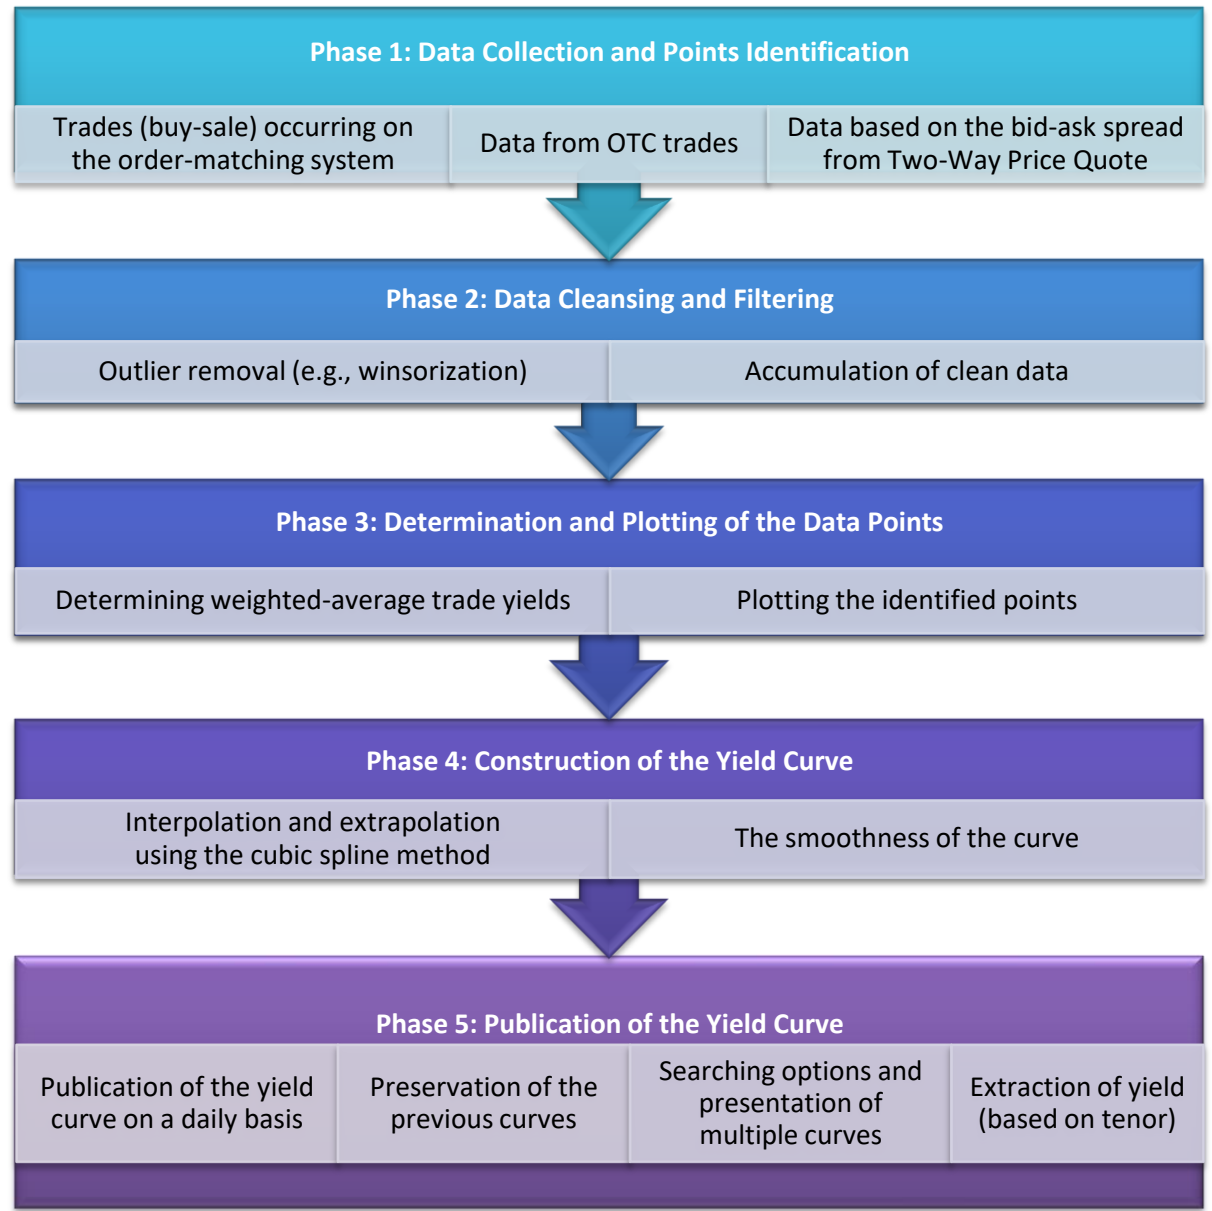 Phase 1: Data Collection and Points Identification
Trades (buy-sale) occurring on
the order-matching system
Data from OTC trades
Data based on the bid-ask spread
from Two-Way Price Quote
Phase 2: Data Cleansing and Filtering
Outlier removal (e.g., winsorization)
Accumulation of clean data
Phase 3: Determination and Plotting of the Data Points
Determining weighted-average trade yields
Plotting the identified points
Phase 4: Construction of the Yield Curve
Interpolation and extrapolation
using the cubic spline method
The smoothness of the curve
Phase 5: Publication of the Yield Curve
Publication of the yield
curve on a daily basis
Preservation of the
previous curves
Searching options and
presentation of
multiple curves
Extraction of yield
(based on tenor)